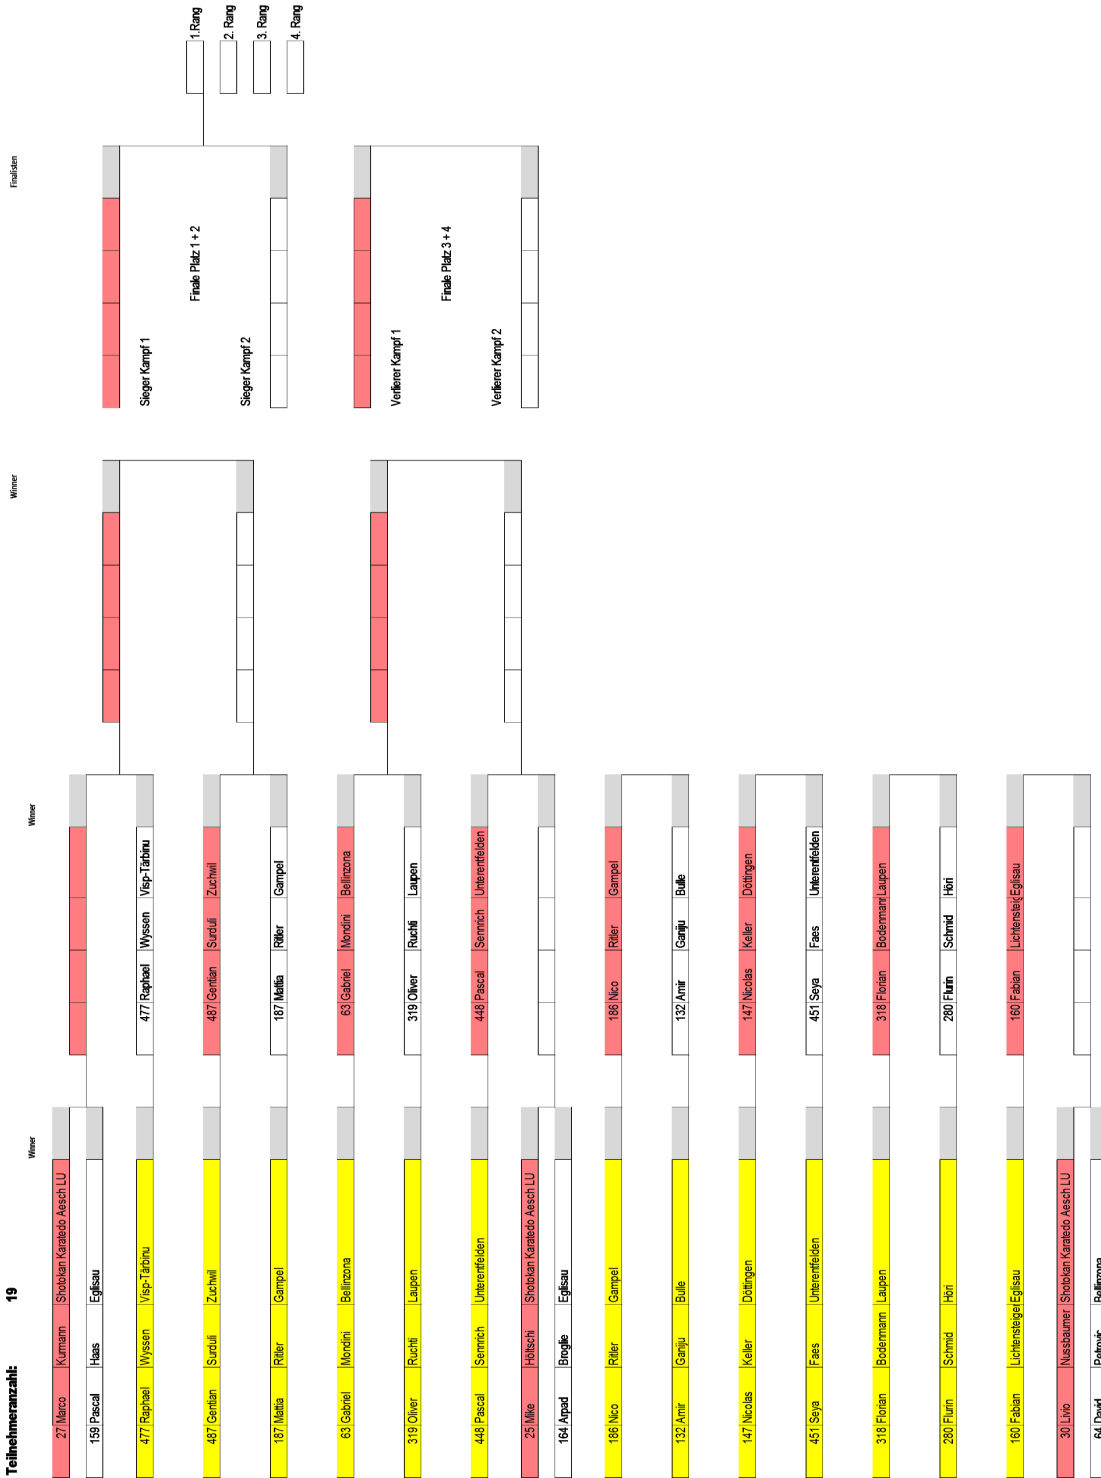 Teilnehmeranzahl: 19
Winner
Winner
Winner
Finalisten
27 Marco Kurmann Shotokan Karatedo Aesch LU
159 Pascal Haas Eglisau
477 Raphael Wyssen Visp-Tärbinu
487 Gentian Surduli Zuchwil
187 Mattia Ritler Gampel
63 Gabriel Mondini Bellinzona
319 Oliver Ruchti Laupen
448 Pascal Sennrich Unterentfelden
25 Mike Höltschi Shotokan Karatedo Aesch LU
164 Arpad Broglie Eglisau
186 Nico Ritler Gampel
132 Amir Ganiju Bulle
147 Nicolas Keller Döttingen
451 Seya Faes Unterentfelden
318 Florian Bodenmann Laupen
280 Flurin Schmid Höri
160 Fabian Lichtensteiger Eglisau
30 Livio Nussbaumer Shotokan Karatedo Aesch LU
64 David Petrovic Bellinzona
477 Raphael Wyssen Visp-Tärbinu
487 Gentian Surduli Zuchwil
187 Mattia Ritler Gampel
63 Gabriel Mondini Bellinzona
319 Oliver Ruchti Laupen
448 Pascal Sennrich Unterentfelden
186 Nico Ritler Gampel
132 Amir Ganiju Bulle
147 Nicolas Keller Döttingen
451 Seya Faes Unterentfelden
318 Florian Bodenmann Laupen
280 Flurin Schmid Höri
160 Fabian Lichtensteig Eglisau
Sieger Kampf 1
Finale Platz 1 + 2
Sieger Kampf 2
Verlierer Kampf 1
Finale Platz 3 + 4
Verlierer Kampf 2
1.Rang
2. Rang
3. Rang
4. Rang